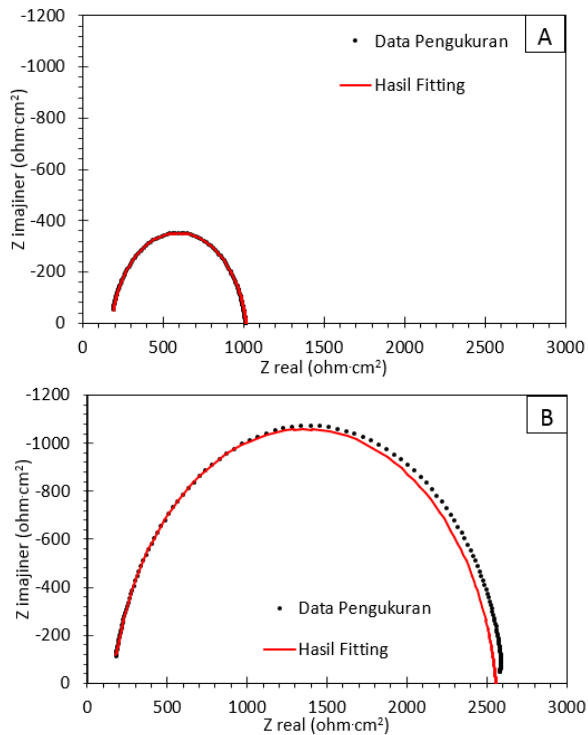 A
Data Pengukuran
Hasil Fitting
Z imajiner (ohm·cm²)
-1200
-1000
-800
-600
-400
-200
0
0 500 1000 1500 2000 2500 3000
Z real (ohm·cm²)
B
Data Pengukuran
Hasil Fitting
Z imajiner (ohm·cm²)
-1200
-1000
-800
-600
-400
-200
0
0 500 1000 1500 2000 2500 3000
Z real (ohm·cm²)